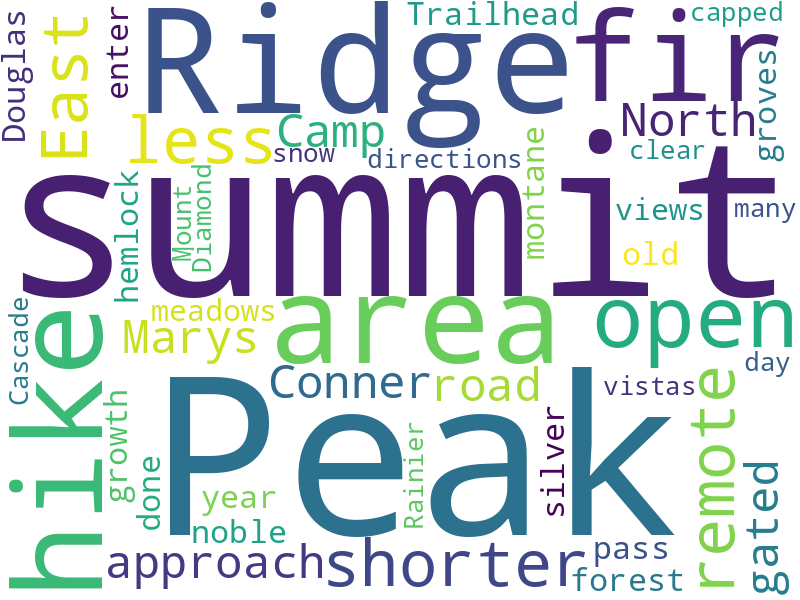 Ridge
fir
Trailhead
capped
Douglas
East
enter
less
Camp
snow
directions
North
groves
clear
summit
Mount
Diamond
hemlock
montane
views
many
old
Cascade
meadows
Marys
area
open
hike
Conner
road
day
vistas
Peak
remote
growth
done
year
noble
Rainier
silver
gated
approach
shorter
pass
forest